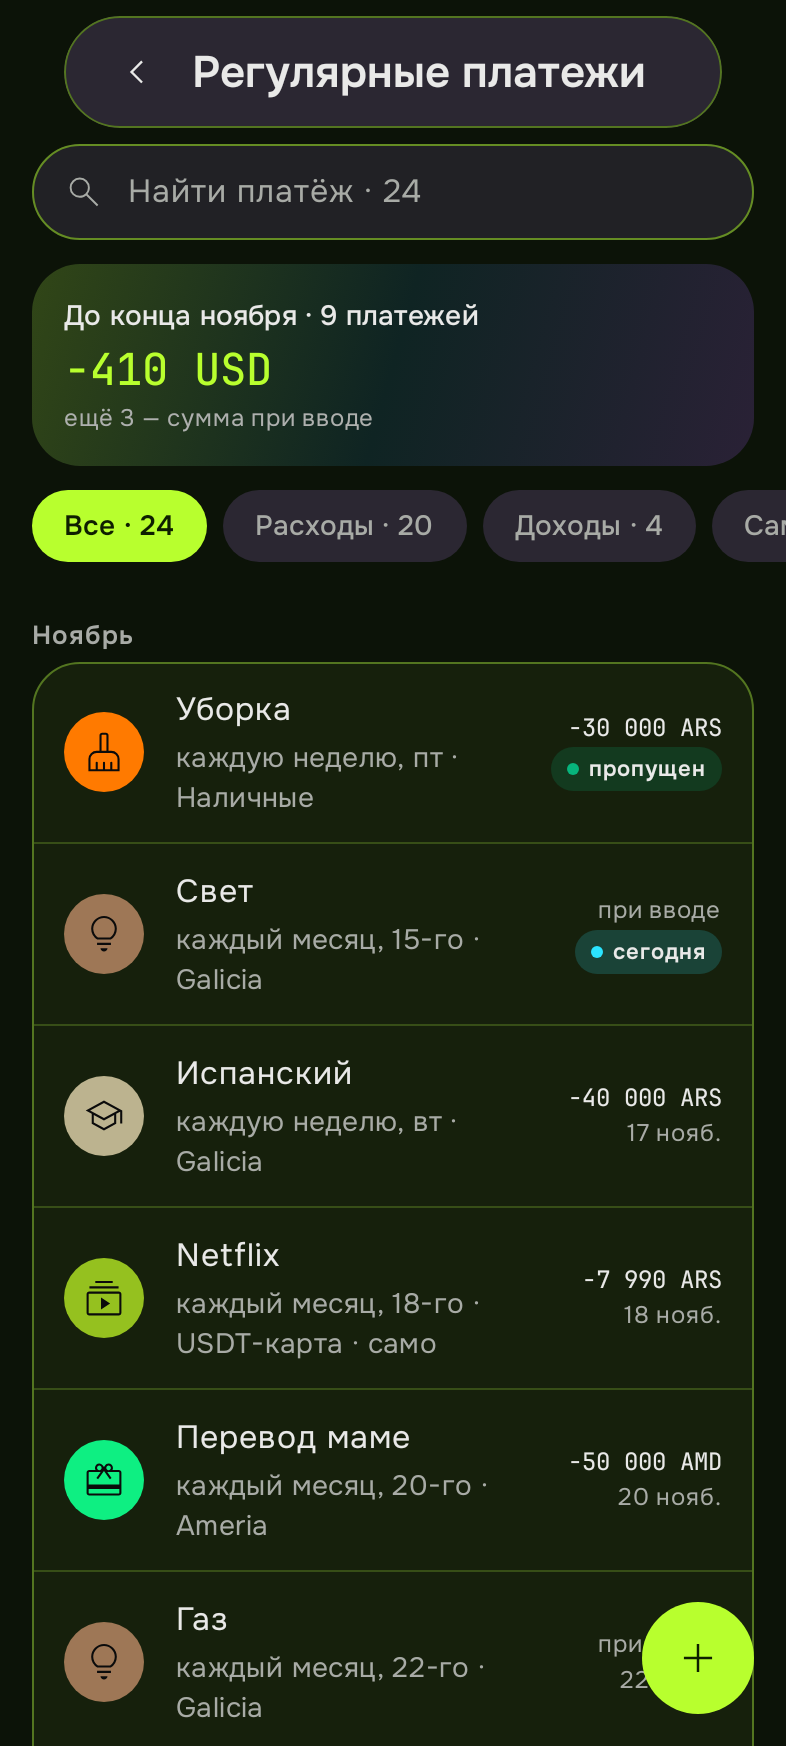 Регулярные платежи
Найти платёж · 24
До конца ноября · 9 платежей
-410 USD
ещё 3 — сумма при вводе
Все · 24
Расходы · 20
Доходы · 4
Ноябрь
Уборка
каждую неделю, пт ·
Наличные
-30 000 ARS
пропущен
Свет
каждый месяц, 15-го ·
Galicia
при вводе
сегодня
Испанский
каждую неделю, вт ·
Galicia
-40 000 ARS
17 нояб.
Netflix
каждый месяц, 18-го ·
USDT-карта · само
-7 990 ARS
18 нояб.
Перевод маме
каждый месяц, 20-го ·
Ameria
-50 000 AMD
20 нояб.
Газ
каждый месяц, 22-го ·
Galicia
при
22